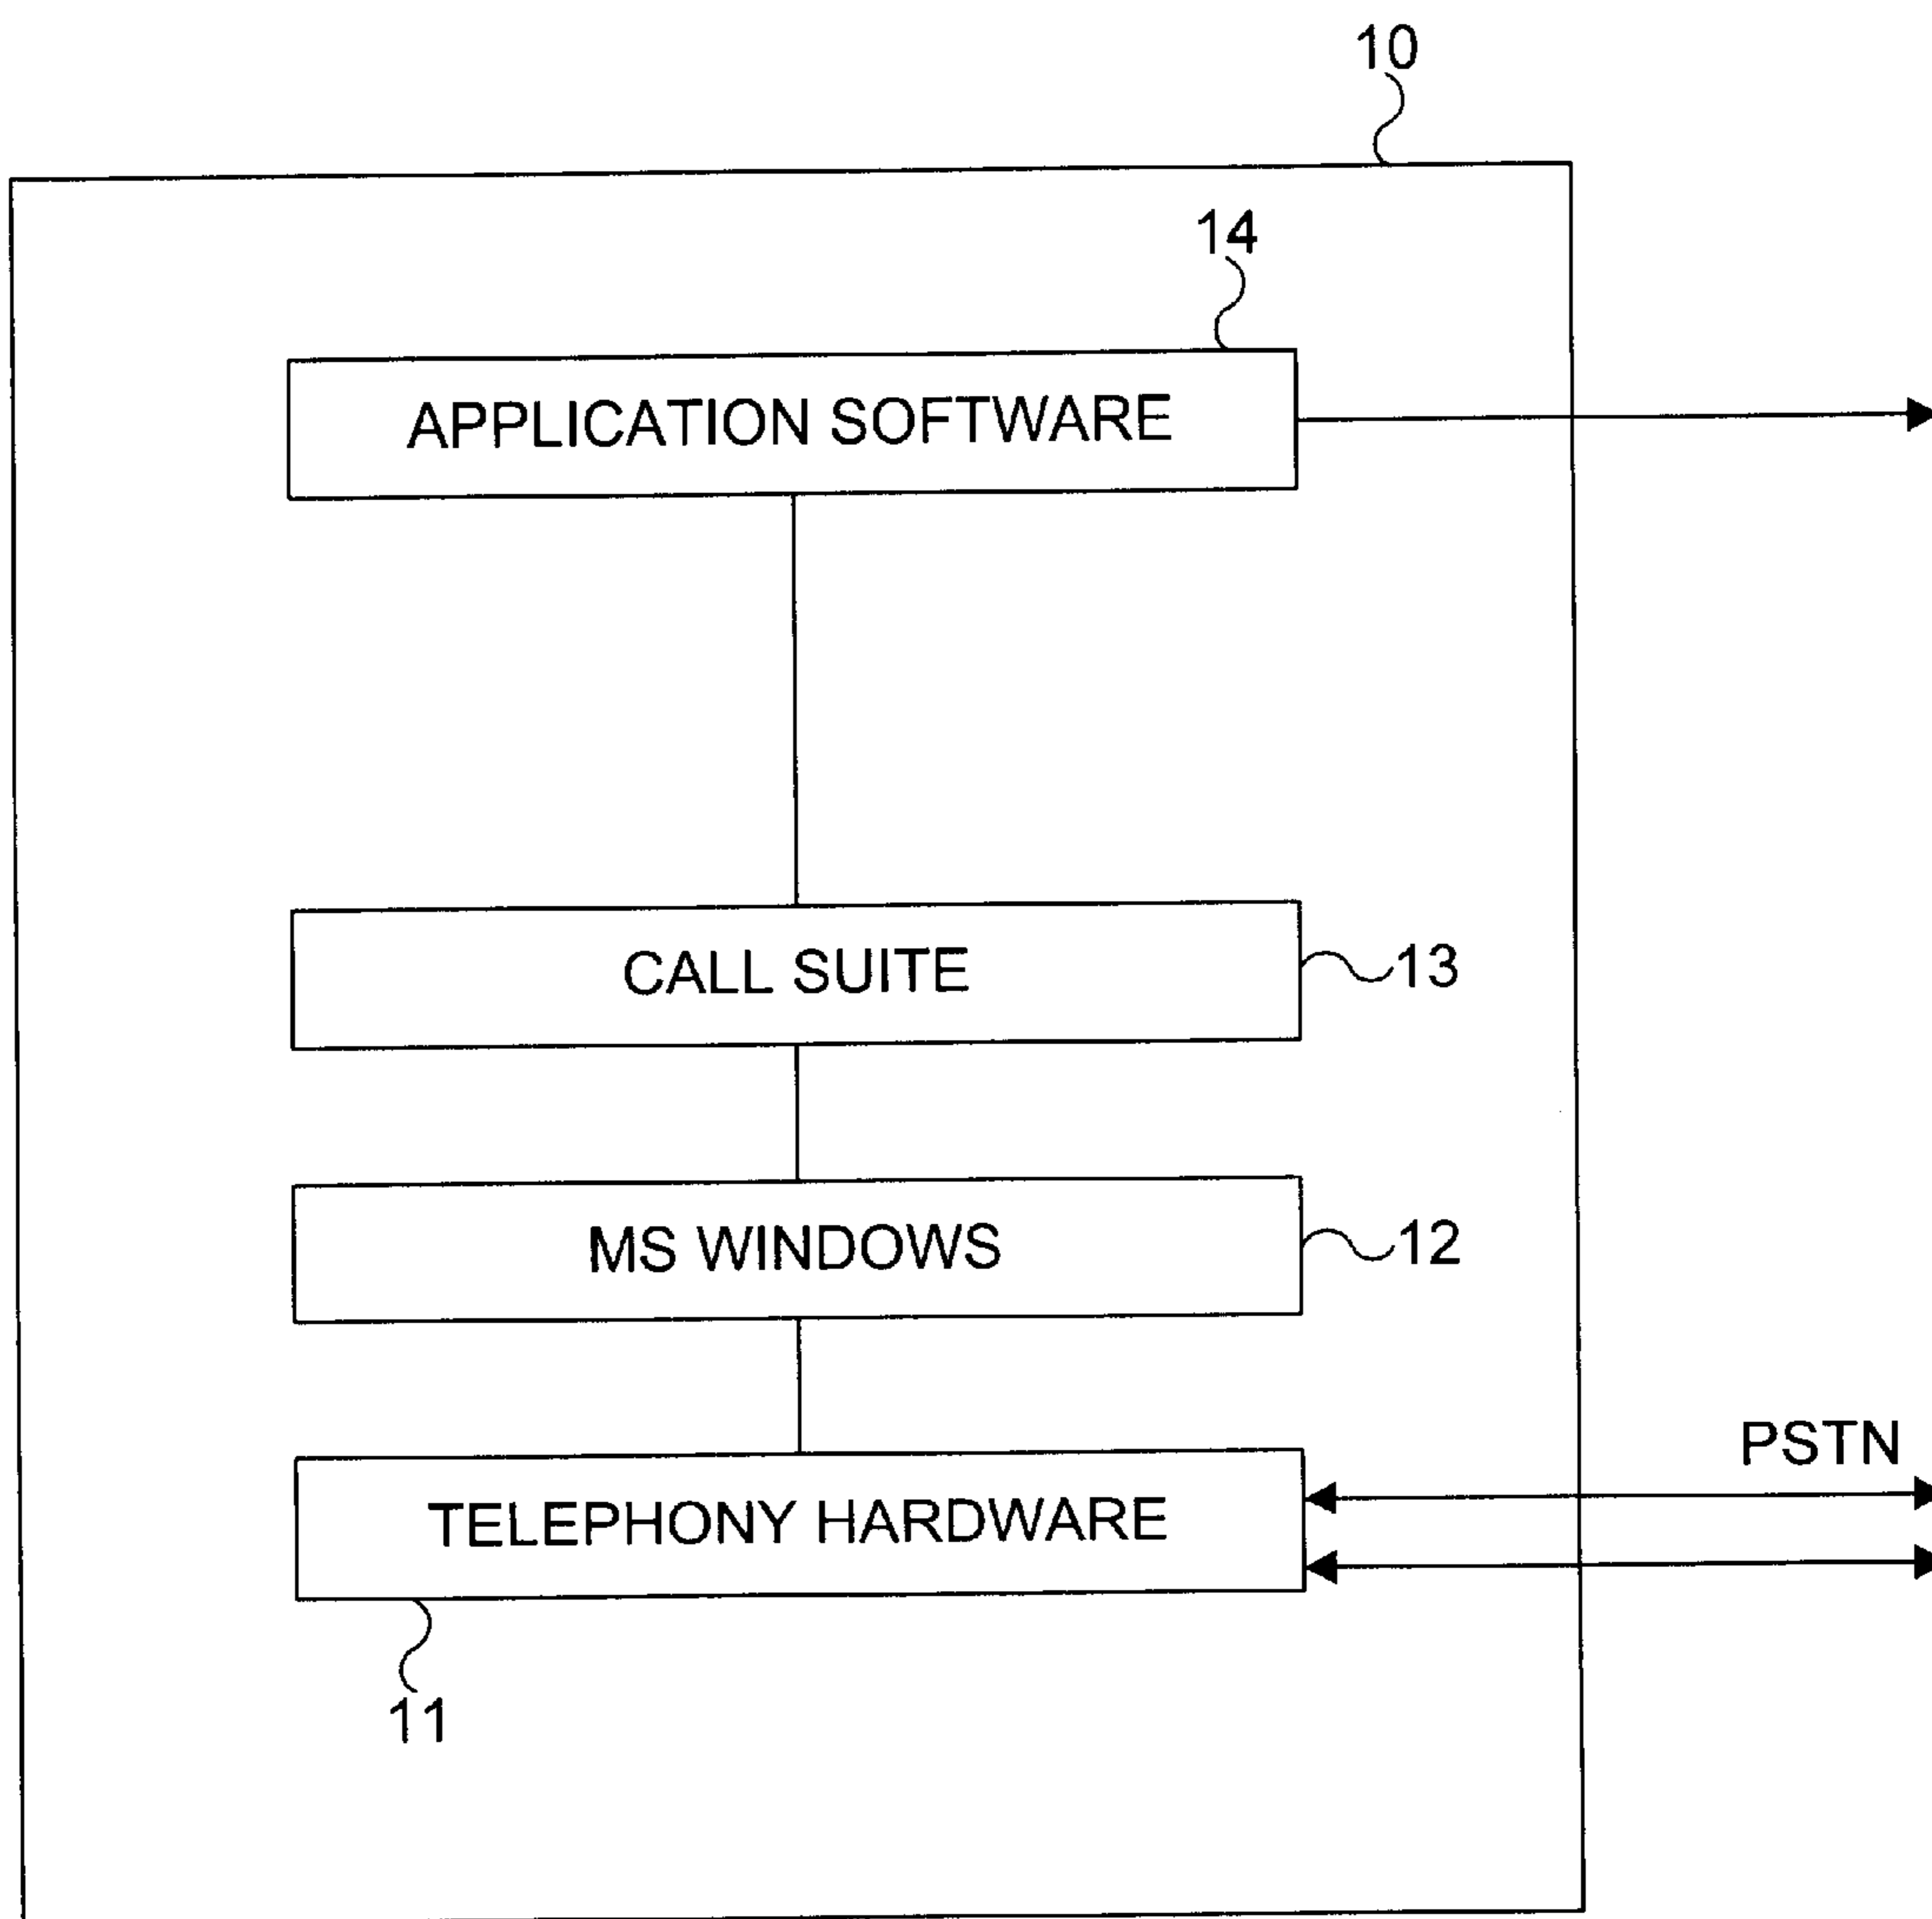 10
14
APPLICATION SOFTWARE
CALL SUITE
13
MS WINDOWS
12
PSTN
TELEPHONY HARDWARE
11